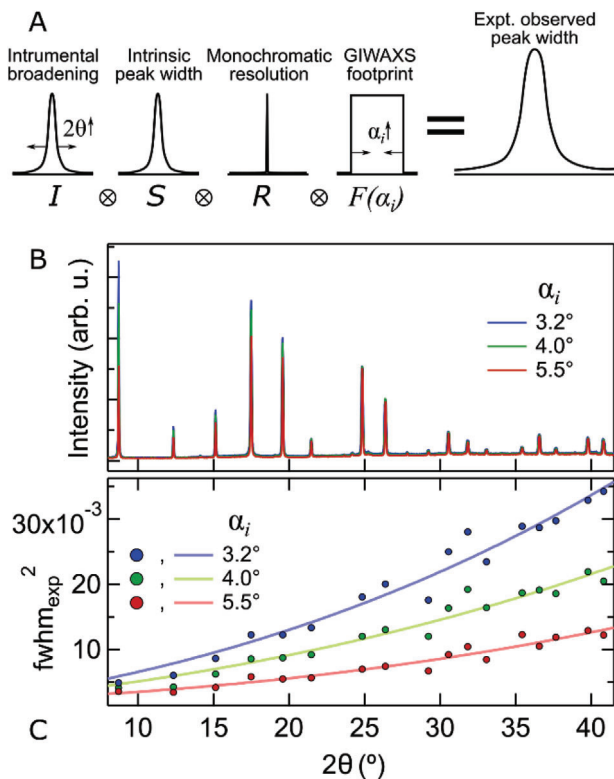 A
Intrumental
broadening
Intrinsic
peak width
Monochromatic
resolution
GIWAXS
footprint
Expt. observed
peak width
2θ↑
αi↑
=
I ⊗ S ⊗ R ⊗ F(αi)
B
Intensity (arb. u.)
αi
3.2°
4.0°
5.5°
C
fwhmexp²
30x10⁻³
20
10
αi
, 3.2°
, 4.0°
, 5.5°
10 15 20 25 30 35 40
2θ (º)